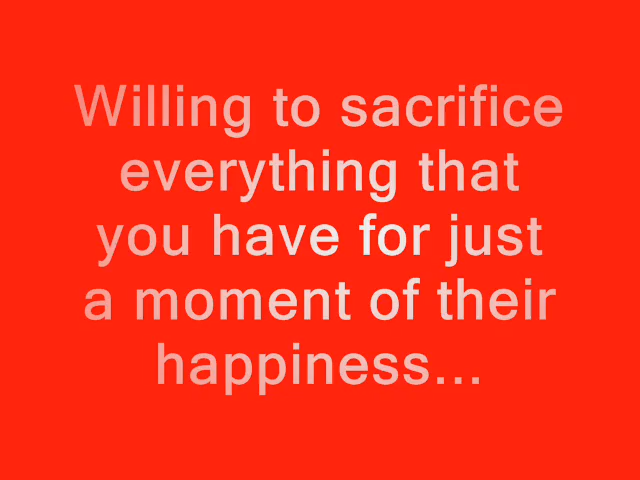 Willing to sacrifice
everything that
you have for just
a moment of their
happiness...